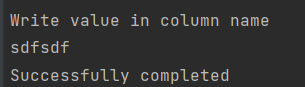 Write value in column name
sdfsdf
Successfully completed